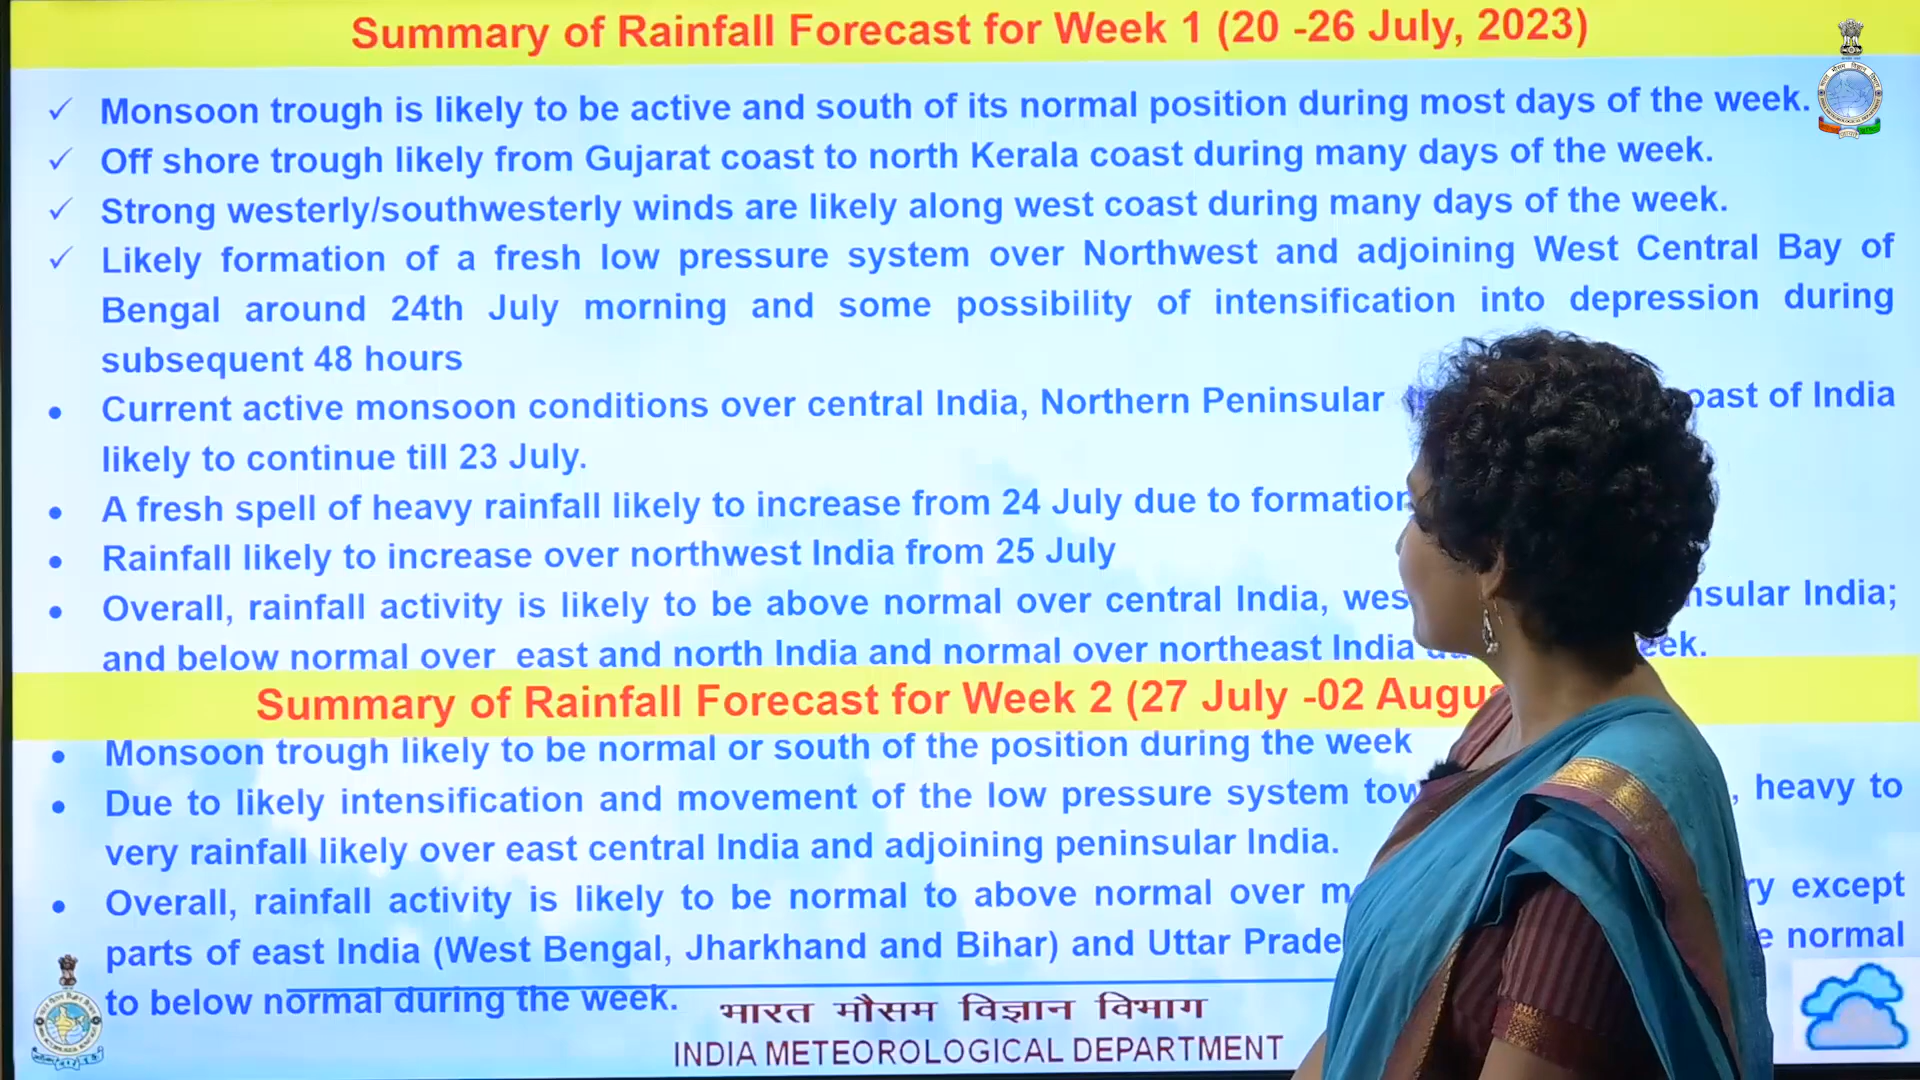 Summary of Rainfall Forecast for Week 1 (20 -26 July, 2023)
Monsoon trough is likely to be active and south of its normal position during most days of the week.
Off shore trough likely from Gujarat coast to north Kerala coast during many days of the week.
Strong westerly/southwesterly winds are likely along west coast during many days of the week.
Likely formation of a fresh low pressure system over Northwest and adjoining West Central Bay of
Bengal around 24th July morning and some possibility of intensification into depression during
subsequent 48 hours
Current active monsoon conditions over central India, Northern Peninsular of India
likely to continue till 23 July.
A fresh spell of heavy rainfall likely to increase from 24 July due to formation
Rainfall likely to increase over northwest India from 25 July
Overall, rainfall activity is likely to be above normal over central India, India;
and below normal over east and north India and normal over northeast India
Summary of Rainfall Forecast for Week 2 (27 July -02
Monsoon trough likely to be normal or south of the position during the week
Due to likely intensification and movement of the low pressure system , heavy to
very rainfall likely over east central India and adjoining peninsular India.
Overall, rainfall activity is likely to be normal to above normal over except
parts of east India (West Bengal, Jharkhand and Bihar) and Uttar normal
to below normal during the week.
भारत मौसम विज्ञान विभाग
INDIA METEOROLOGICAL DEPARTMENT